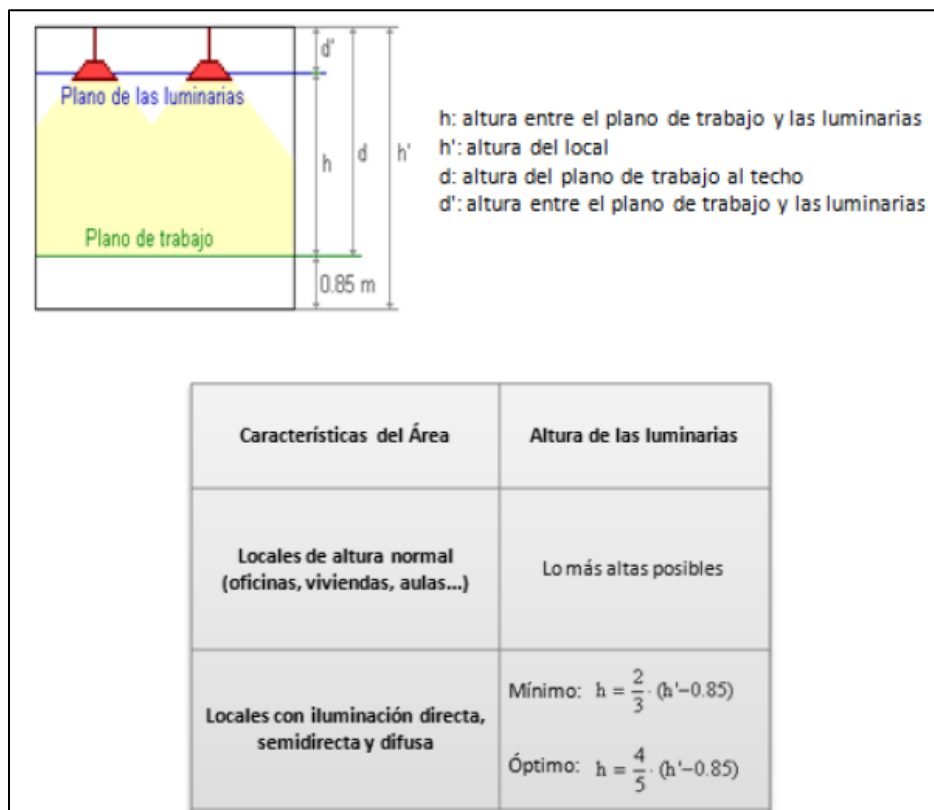 d'
Plano de las luminarias
h
d
h'
Plano de trabajo
0.85 m
h: altura entre el plano de trabajo y las luminarias
h': altura del local
d: altura del plano de trabajo al techo
d': altura entre el plano de trabajo y las luminarias
Características del Área
Altura de las luminarias
Locales de altura normal
(oficinas, viviendas, aulas...)
Lo más altas posibles
Locales con iluminación directa,
semidirecta y difusa
Mínimo: h = 2/3 · (h'−0.85)
Óptimo: h = 4/5 · (h'−0.85)